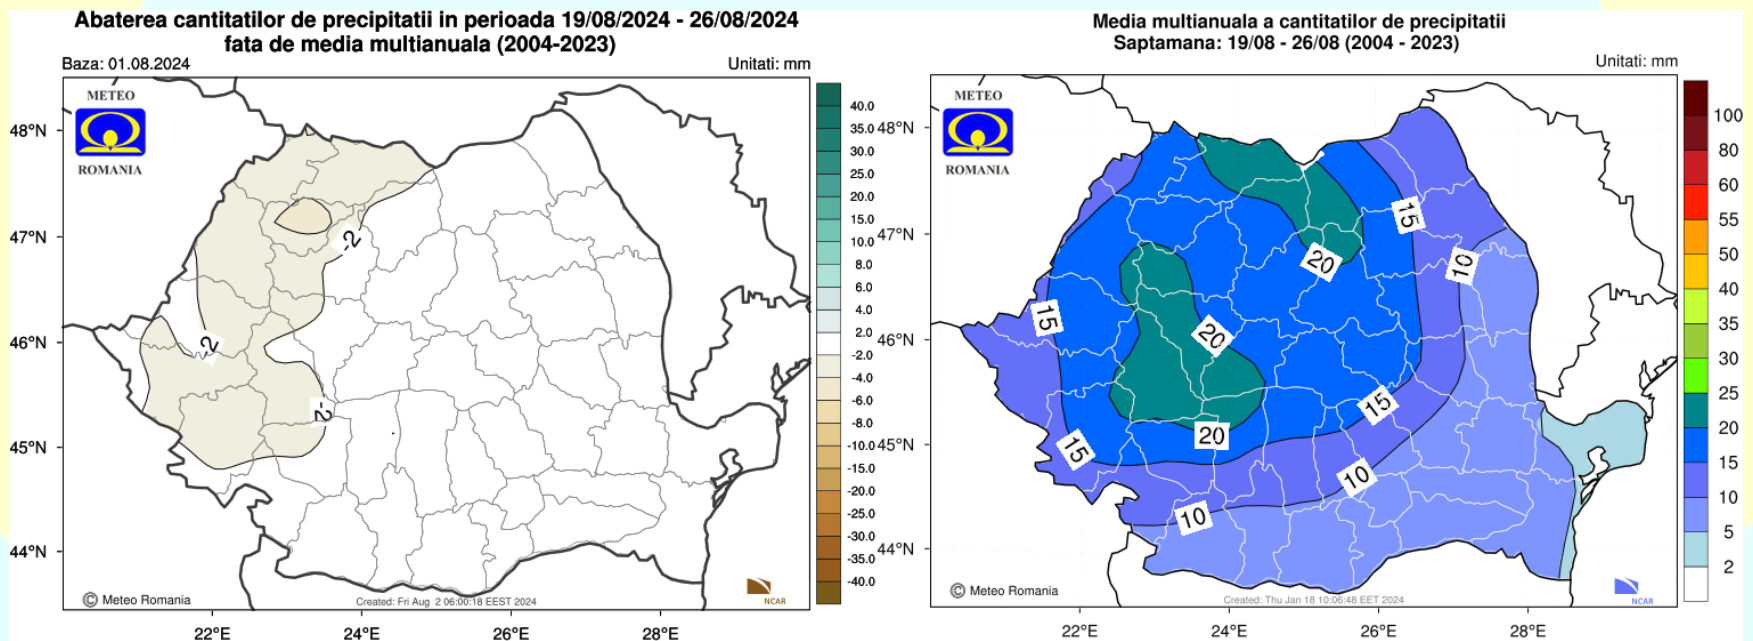 Abaterea cantitatilor de precipitatii in perioada 19/08/2024 - 26/08/2024
fata de media multianuala (2004-2023)
Baza: 01.08.2024
Unitati: mm
METEO
ROMANIA
48°N
47°N
46°N
45°N
44°N
22°E
24°E
26°E
28°E
-2
-2
-2
40.0
35.0
30.0
25.0
20.0
15.0
10.0
8.0
6.0
4.0
2.0
-2.0
-4.0
-6.0
-8.0
-10.0
-15.0
-20.0
-25.0
-30.0
-35.0
-40.0
© Meteo Romania
Created: Fri Aug 2 06:00:18 EEST 2024
NCAR
Media multianuala a cantitatilor de precipitatii
Saptamana: 19/08 - 26/08 (2004 - 2023)
Unitati: mm
METEO
ROMANIA
48°N
47°N
46°N
45°N
44°N
22°E
24°E
26°E
28°E
15
10
20
15
20
15
20
15
10
10
100
80
60
55
50
40
35
30
25
20
15
10
5
2
© Meteo Romania
Created: Thu Jan 18 10:06:48 EET 2024
NCAR